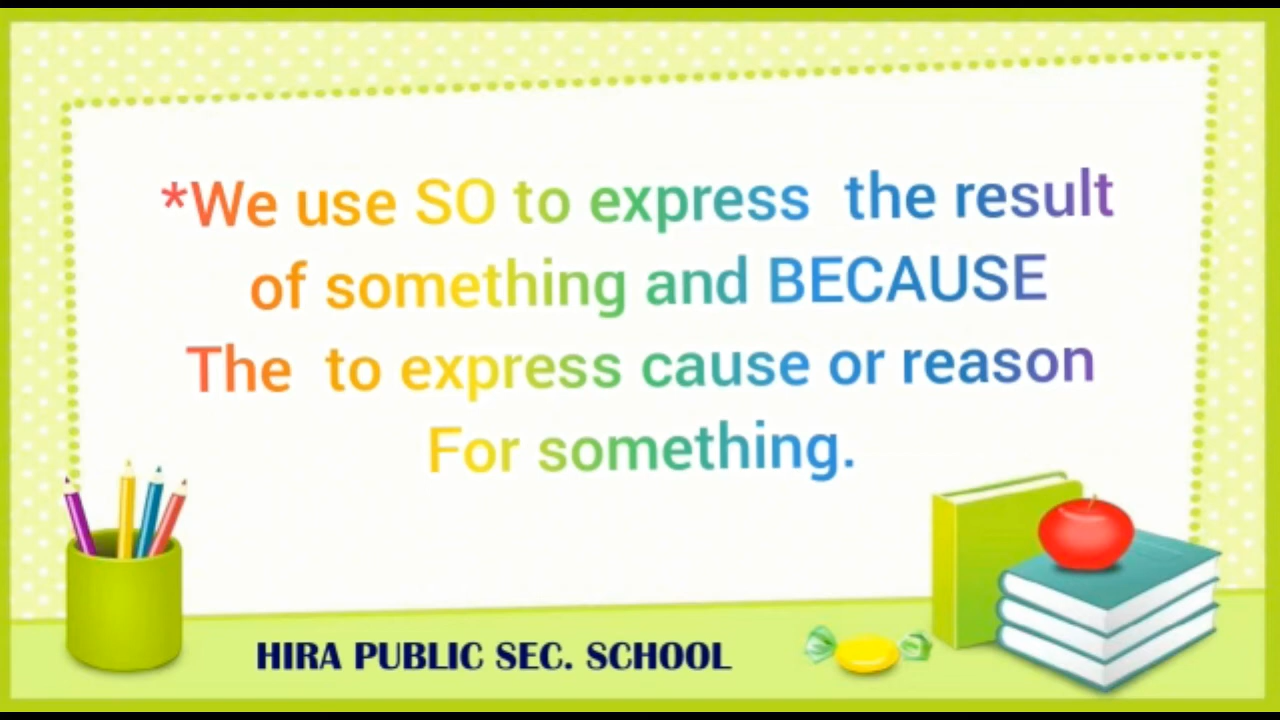 *We use SO to express the result
of something and BECAUSE
The to express cause or reason
For something.
HIRA PUBLIC SEC. SCHOOL